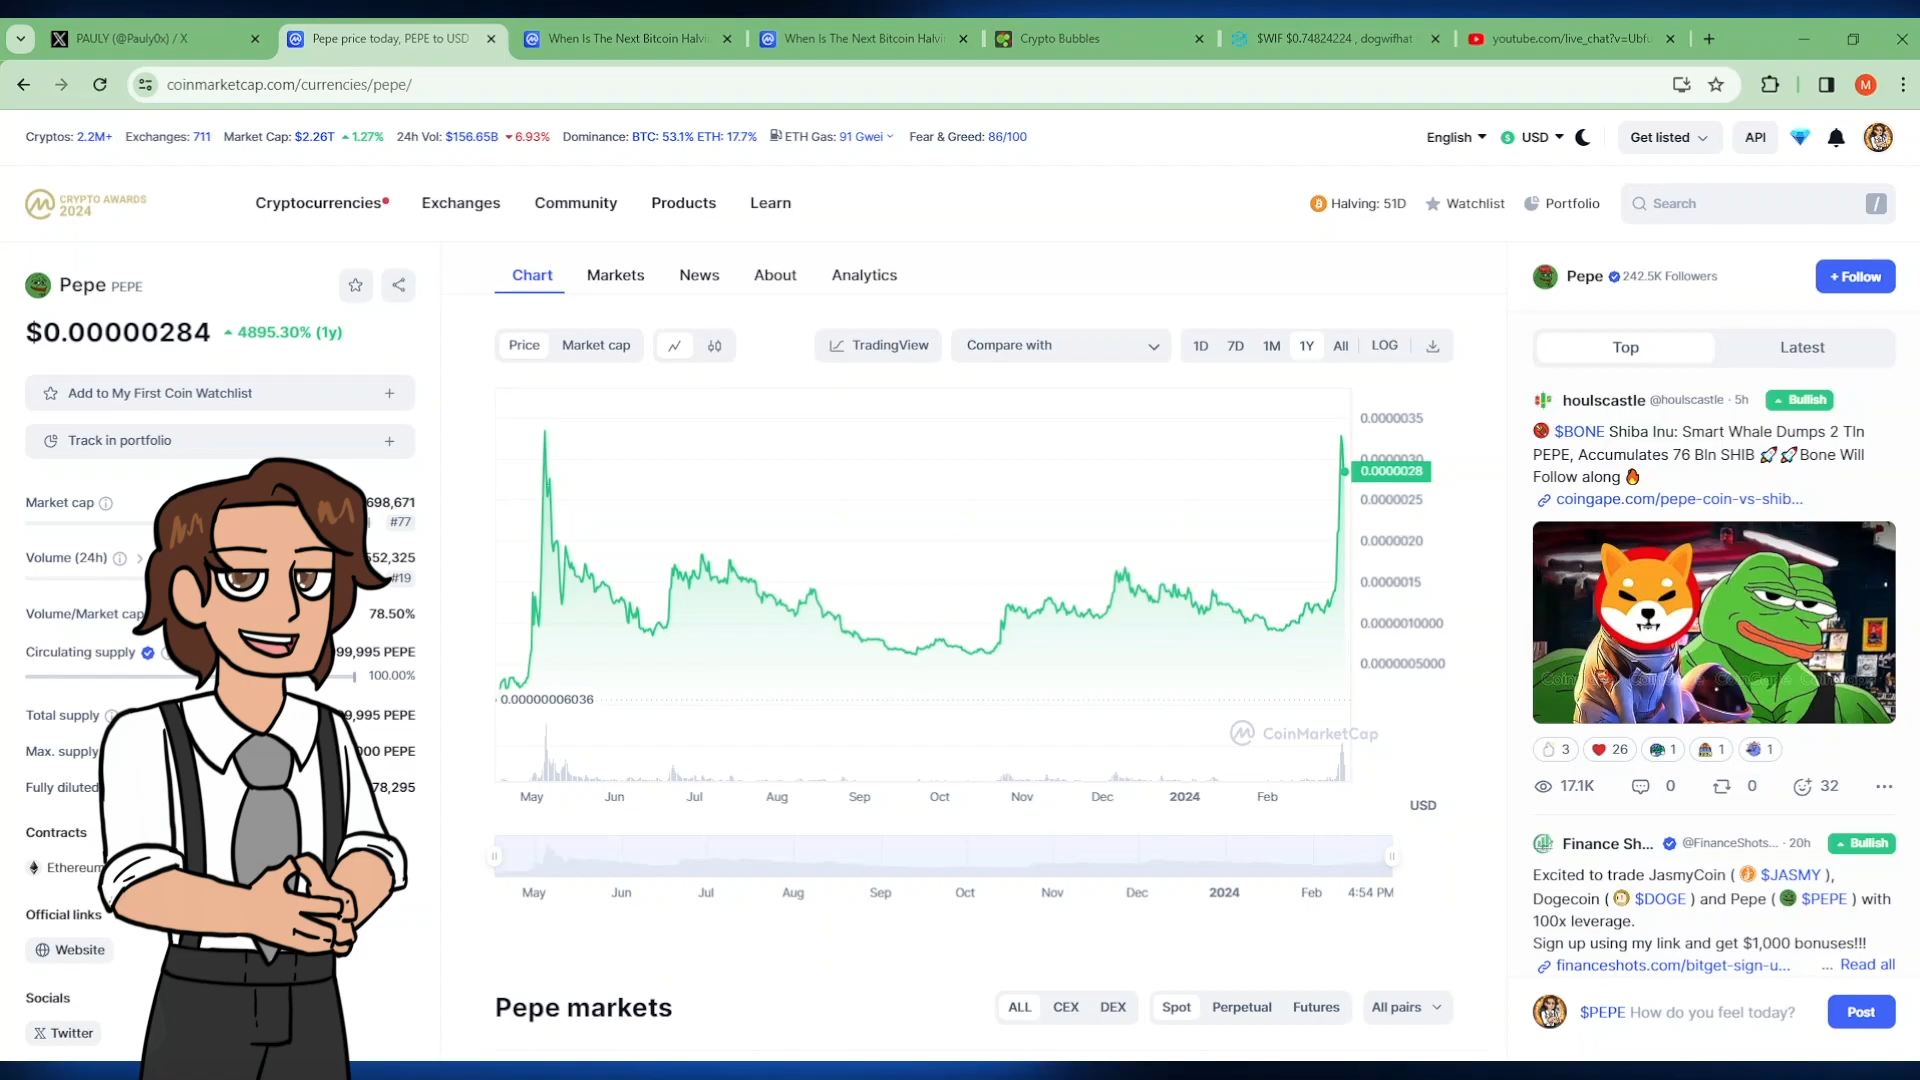 PAULY (@Pauly0x) / X
Pepe price today, PEPE to USD
When Is The Next Bitcoin Halvi
When Is The Next Bitcoin Halvi
Crypto Bubbles
$WIF $0.74824224 , dogwifhat
youtube.com/live_chat?v=Ubf
coinmarketcap.com/currencies/pepe/
M
Cryptos: 2.2M+ Exchanges: 711 Market Cap: $2.26T 1.27% 24h Vol: $156.65B 6.93% Dominance: BTC: 53.1% ETH: 17.7% ETH Gas: 91 Gwei Fear & Greed: 86/100
English USD Get listed API
CRYPTO AWARDS
2024
Cryptocurrencies Exchanges Community Products Learn
Halving: 51D Watchlist Portfolio Search /
Pepe PEPE
$0.00000284 4895.30% (1y)
Add to My First Coin Watchlist +
Track in portfolio +
Market cap 698,671
#77
Volume (24h) 552,325
#19
Volume/Market cap 78.50%
Circulating supply 99,995 PEPE
100.00%
Total supply 9,995 PEPE
Max. supply 000 PEPE
Fully diluted 78,295
Contracts
Ethereum
Official links
Website
Socials
Twitter
Chart Markets News About Analytics
Price Market cap TradingView Compare with 1D 7D 1M 1Y All LOG
0.0000035
0.0000030
0.0000028
0.0000025
0.0000020
0.0000015
0.0000010000
0.0000005000
0.00000006036
CoinMarketCap
May Jun Jul Aug Sep Oct Nov Dec 2024 Feb
USD
May Jun Jul Aug Sep Oct Nov Dec 2024 Feb 4:54 PM
Pepe markets
ALL CEX DEX Spot Perpetual Futures All pairs
Pepe 242.5K Followers + Follow
Top Latest
houlscastle @houlscastle · 5h Bullish
$BONE Shiba Inu: Smart Whale Dumps 2 Tln
PEPE, Accumulates 76 Bln SHIB 🚀🚀Bone Will
Follow along 🔥
coingape.com/pepe-coin-vs-shib...
3 26 1 1 1
17.1K 0 0 32
Finance Sh... @FinanceShots... · 20h Bullish
Excited to trade JasmyCoin ( $JASMY ),
Dogecoin ( $DOGE ) and Pepe ( $PEPE ) with
100x leverage.
Sign up using my link and get $1,000 bonuses!!!
financeshots.com/bitget-sign-u... ... Read all
$PEPE How do you feel today? Post